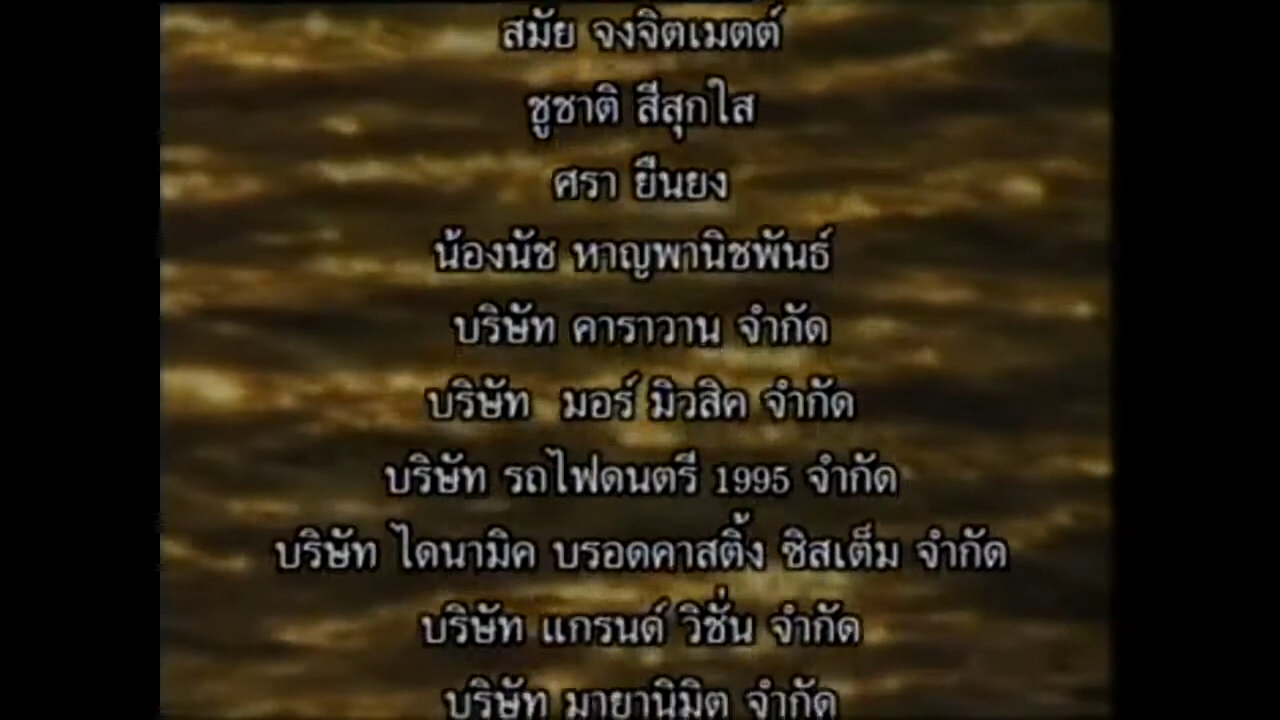 สมัย จงจิตเมตต์
ชูชาติ สีสุกใส
ศรา ยืนยง
น้องนัช หาญพานิชพันธ์
บริษัท คาราวาน จำกัด
บริษัท มอร์ มิวสิค จำกัด
บริษัท รถไฟดนตรี 1995 จำกัด
บริษัท ไดนามิค บรอดคาสติ้ง ซิสเต็ม จำกัด
บริษัท แกรนด์ วิชั่น จำกัด
บริษัท มายานิมิต จำกัด